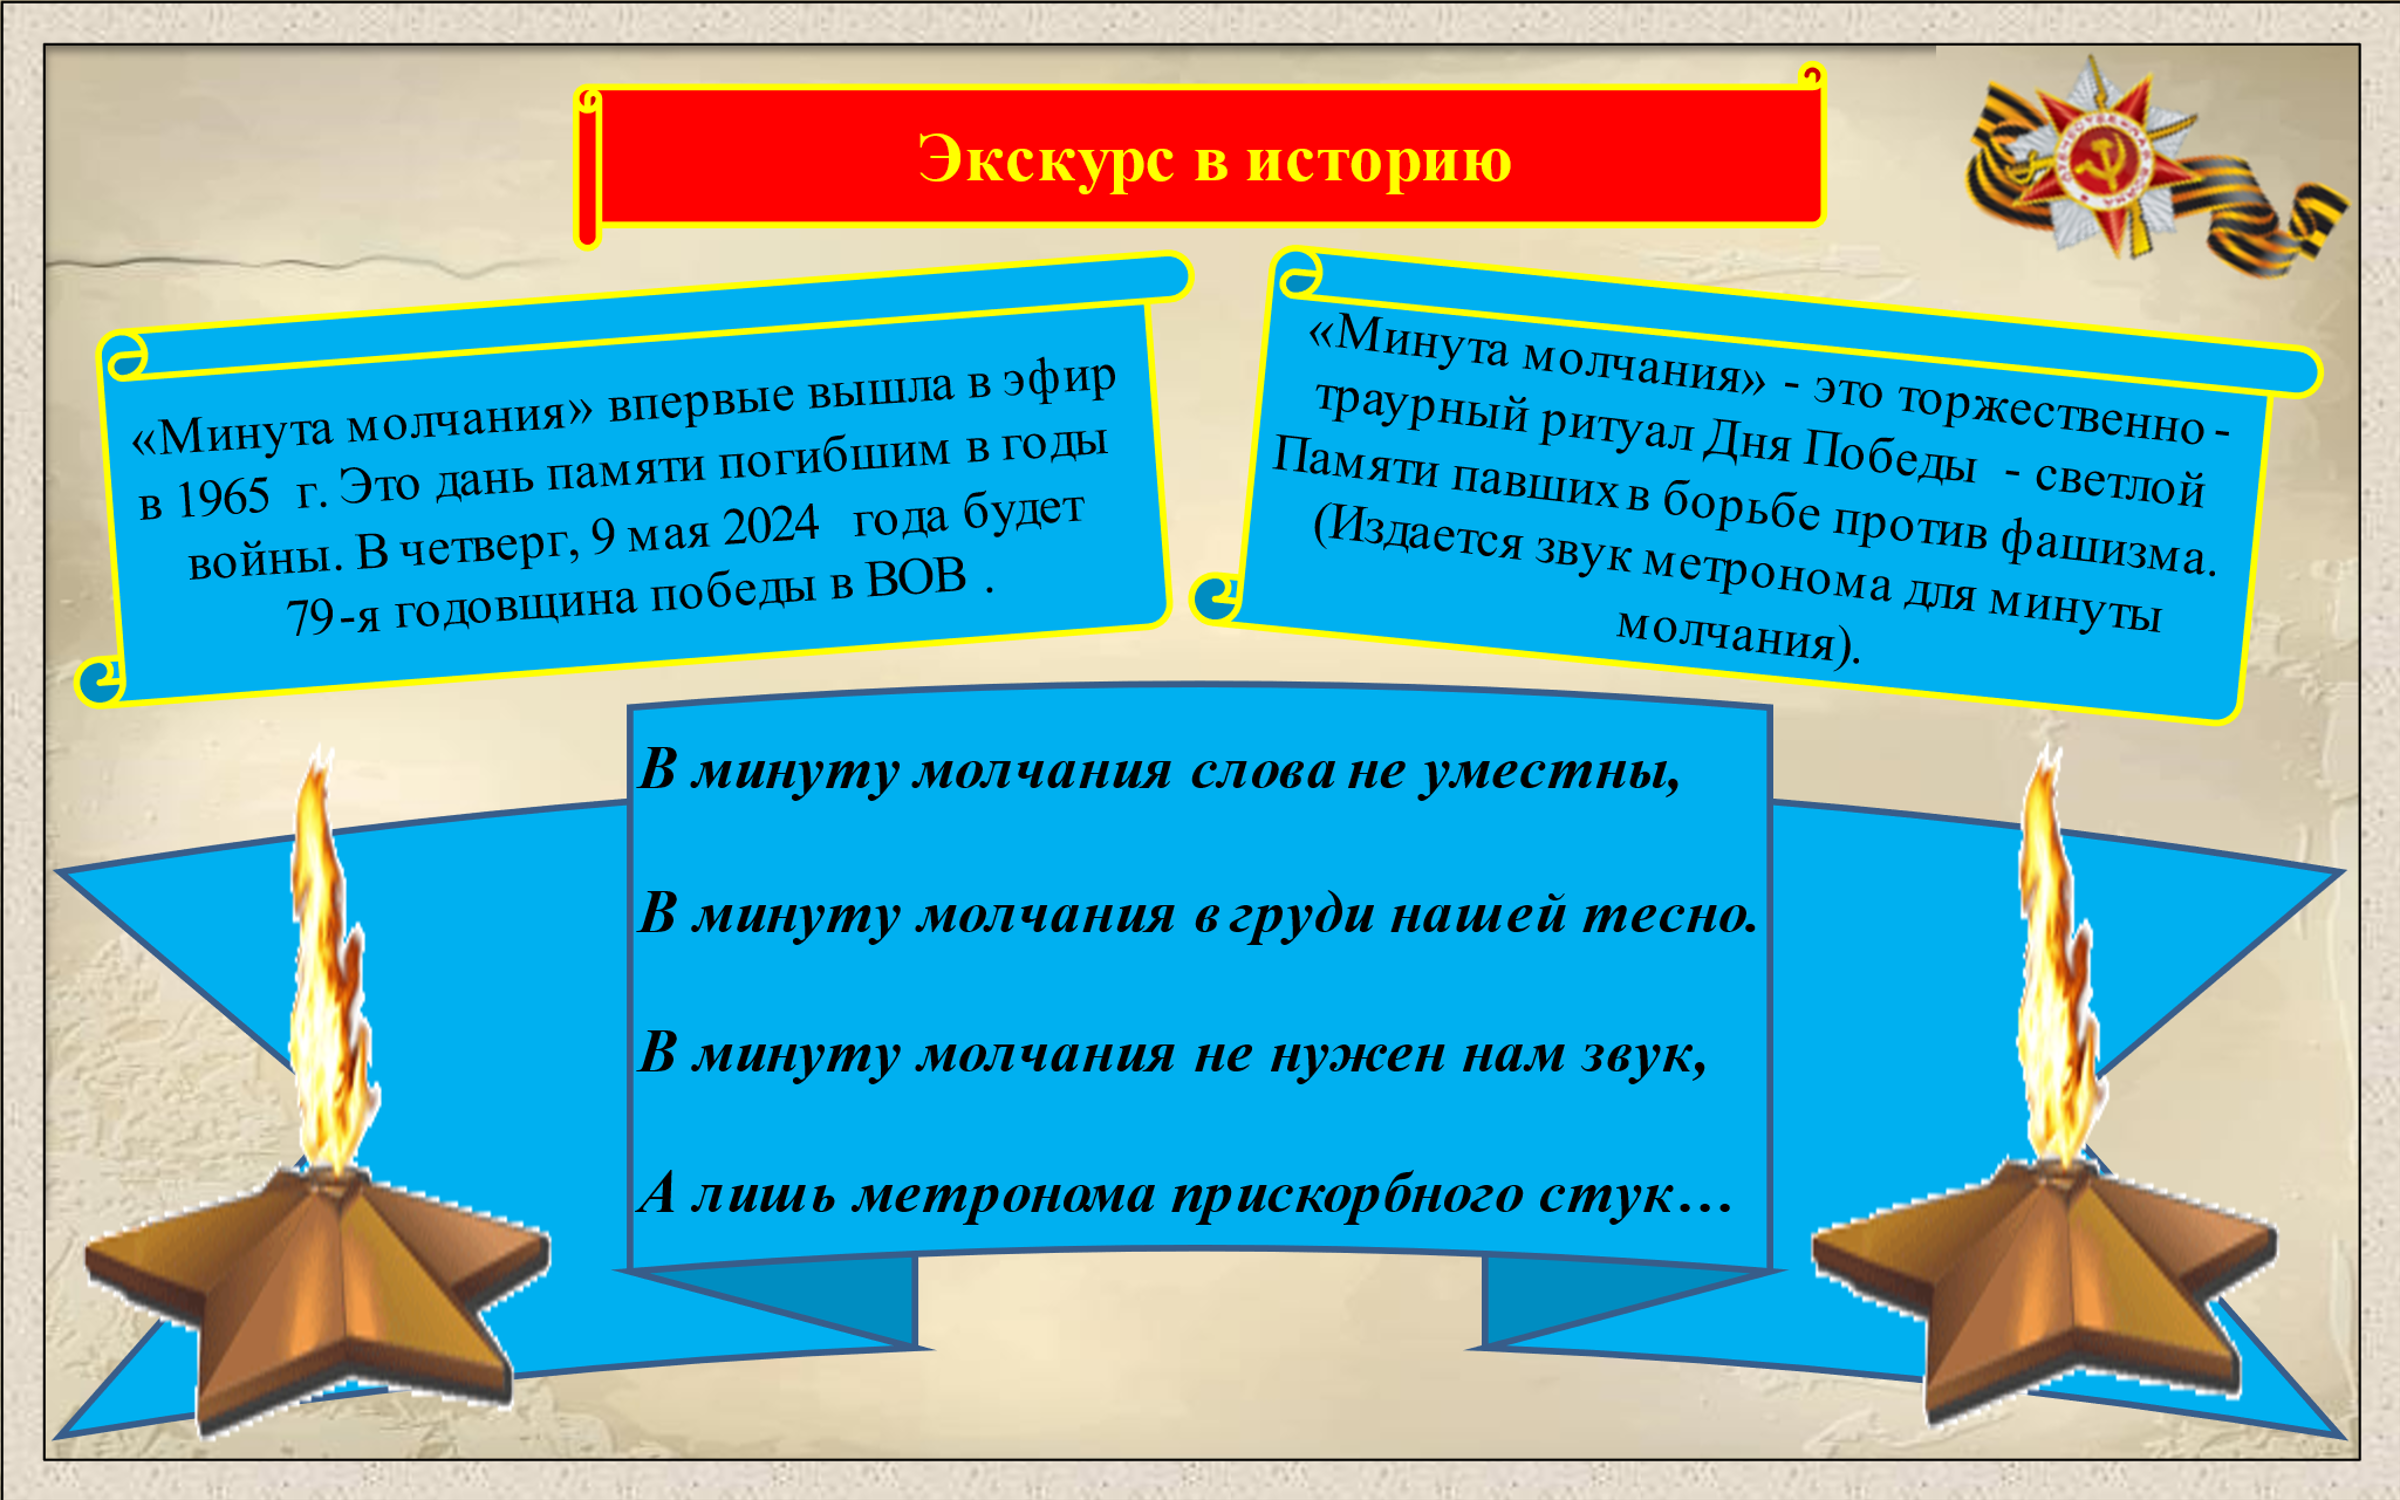 Экскурс в историю
«Минута молчания» впервые вышла в эфир
в 1965 г. Это дань памяти погибшим в годы
войны. В четверг, 9 мая 2024 года будет
79-я годовщина победы в ВОВ .
«Минута молчания» - это торжественно -
траурный ритуал Дня Победы - светлой
Памяти павших в борьбе против фашизма.
(Издается звук метронома для минуты
молчания).
В минуту молчания слова не уместны,
В минуту молчания в груди нашей тесно.
В минуту молчания не нужен нам звук,
А лишь метронома прискорбного стук…